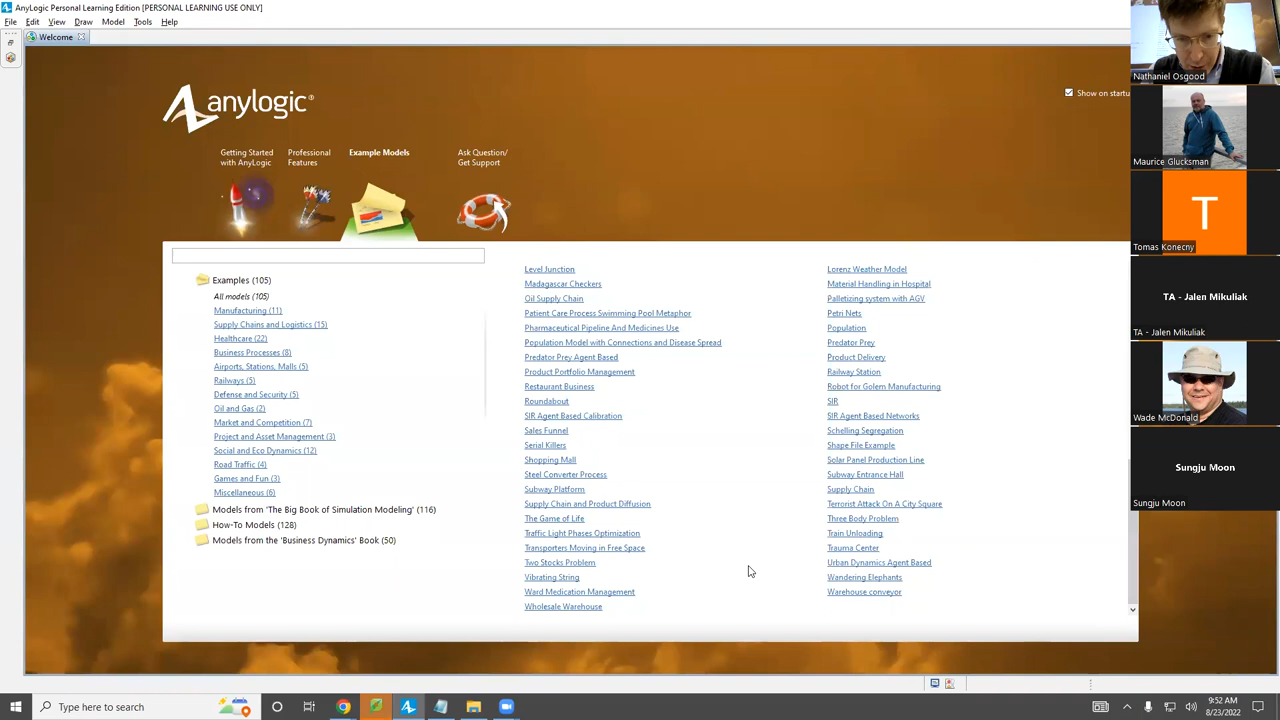 AnyLogic Personal Learning Edition [PERSONAL LEARNING USE ONLY]
File Edit View Draw Model Tools Help
Welcome
anylogic®
Show on startu
Getting Started with AnyLogic
Professional Features
Example Models
Ask Question/ Get Support
Examples (105)
All models (105)
Manufacturing (11)
Supply Chains and Logistics (15)
Healthcare (22)
Business Processes (8)
Airports, Stations, Malls (5)
Railways (5)
Defense and Security (5)
Oil and Gas (2)
Market and Competition (7)
Project and Asset Management (3)
Social and Eco Dynamics (12)
Road Traffic (4)
Games and Fun (3)
Miscellaneous (6)
Models from 'The Big Book of Simulation Modeling' (116)
How-To Models (128)
Models from the 'Business Dynamics' Book (50)
Level Junction
Madagascar Checkers
Oil Supply Chain
Patient Care Process Swimming Pool Metaphor
Pharmaceutical Pipeline And Medicines Use
Population Model with Connections and Disease Spread
Predator Prey Agent Based
Product Portfolio Management
Restaurant Business
Roundabout
SIR Agent Based Calibration
Sales Funnel
Serial Killers
Shopping Mall
Steel Converter Process
Subway Platform
Supply Chain and Product Diffusion
The Game of Life
Traffic Light Phases Optimization
Transporters Moving in Free Space
Two Stocks Problem
Vibrating String
Ward Medication Management
Wholesale Warehouse
Lorenz Weather Model
Material Handling in Hospital
Palletizing system with AGV
Petri Nets
Population
Predator Prey
Product Delivery
Railway Station
Robot for Golem Manufacturing
SIR
SIR Agent Based Networks
Schelling Segregation
Shape File Example
Solar Panel Production Line
Subway Entrance Hall
Supply Chain
Terrorist Attack On A City Square
Three Body Problem
Train Unloading
Trauma Center
Urban Dynamics Agent Based
Wandering Elephants
Warehouse conveyor
Nathaniel Osgood
Maurice Glucksman
T
Tomas Konecny
TA - Jalen Mikuliak
TA - Jalen Mikuliak
Wade McDonald
Sungju Moon
Sungju Moon
Type here to search
9:52 AM
8/23/2022